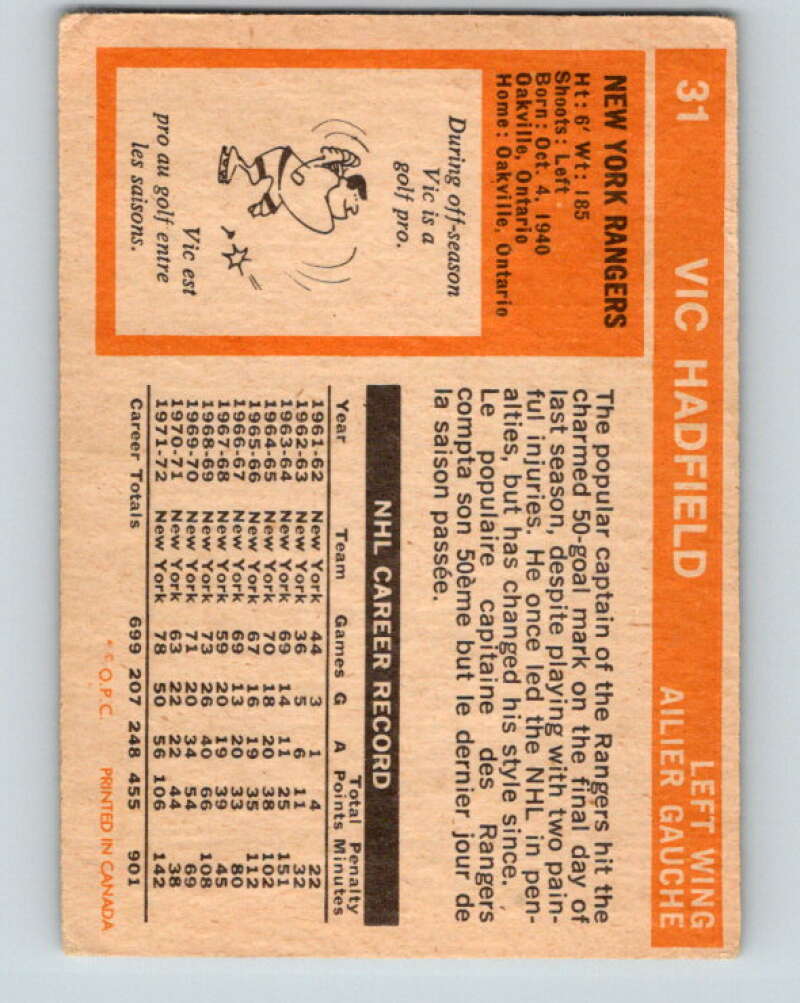 31
VIC HADFIELD
LEFT WING
AILIER GAUCHE
NEW YORK RANGERS
Ht: 6' Wt: 185
Shoots: Left
Born: Oct. 4, 1940
Oakville, Ontario
Home: Oakville, Ontario
During off-season
Vic is a
golf pro.
Vic est
pro au golf entre
les saisons.
The popular captain of the Rangers hit the
charmed 50-goal mark on the final day of
last season, despite playing with two pain-
ful injuries. He once led the NHL in pen-
alties, but has changed his style since.
Le populaire capitaine des Rangers
compta son 50ème but le dernier jour de
la saison passée.
NHL CAREER RECORD
Year Team Games G A Total Points Penalty Minutes
1961-62 New York 44 3 1 4 22
1962-63 New York 36 5 6 11 32
1963-64 New York 69 14 11 25 151
1964-65 New York 70 18 20 38 102
1965-66 New York 67 16 19 35 112
1966-67 New York 69 13 20 33 80
1967-68 New York 59 20 19 39 45
1968-69 New York 73 26 40 66 108
1969-70 New York 71 20 34 54 69
1970-71 New York 63 22 22 44 38
1971-72 New York 78 50 56 106 142
Career Totals 699 207 248 455 901
* © O.P.C. PRINTED IN CANADA